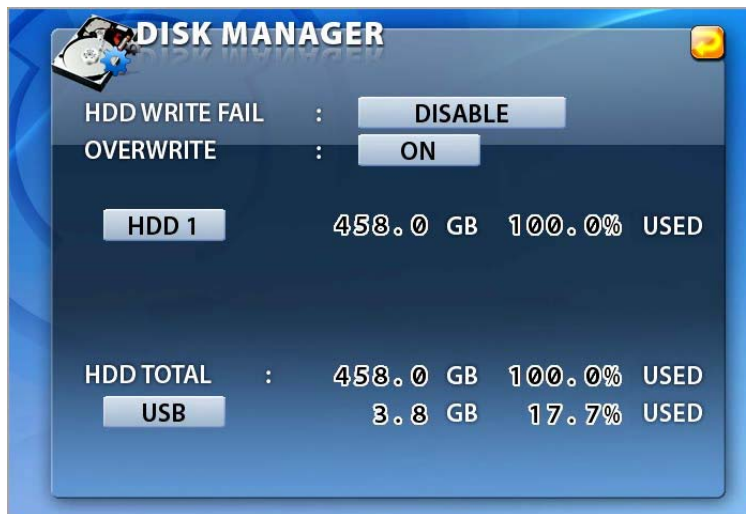 DISK MANAGER
HDD WRITE FAIL : DISABLE
OVERWRITE : ON
HDD 1 458.0 GB 100.0% USED
HDD TOTAL : 458.0 GB 100.0% USED
USB 3.8 GB 17.7% USED